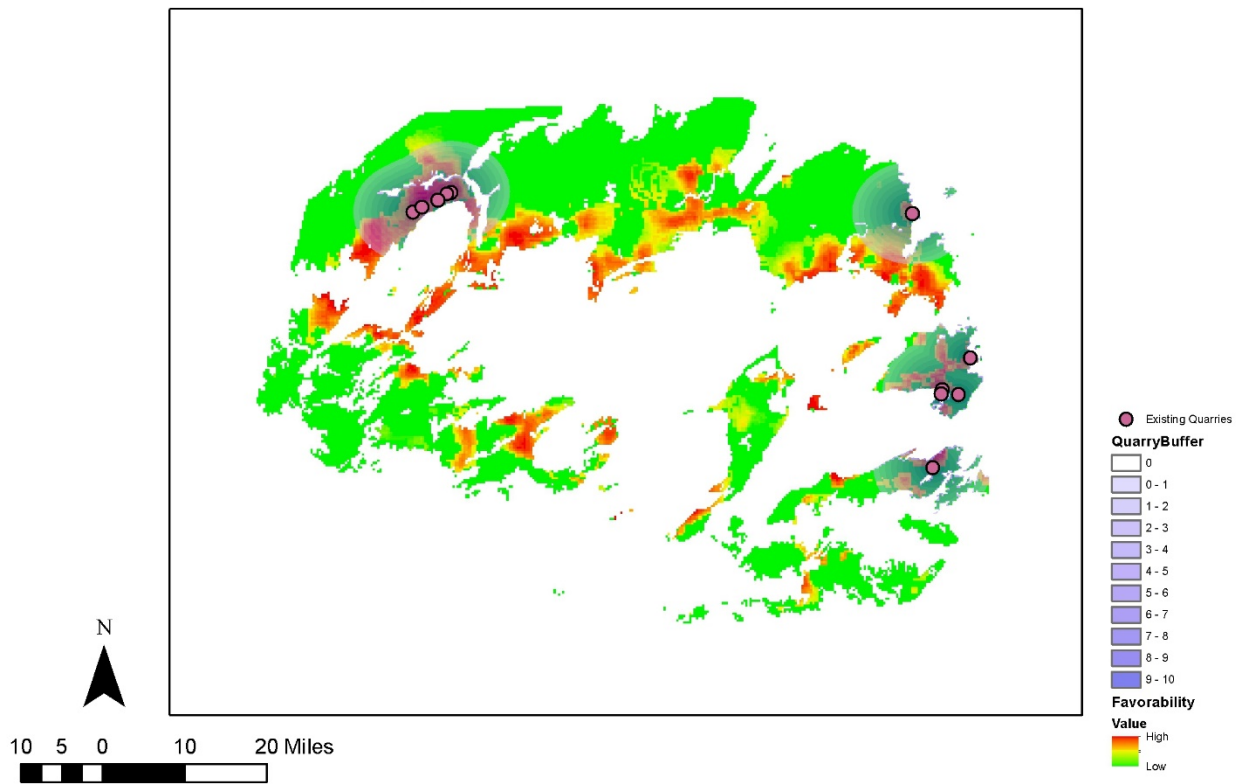 Existing Quarries
QuarryBuffer
0
0 - 1
1 - 2
2 - 3
3 - 4
4 - 5
5 - 6
6 - 7
7 - 8
8 - 9
9 - 10
Favorability
Value
High
Low
N
10 5 0 10 20 Miles